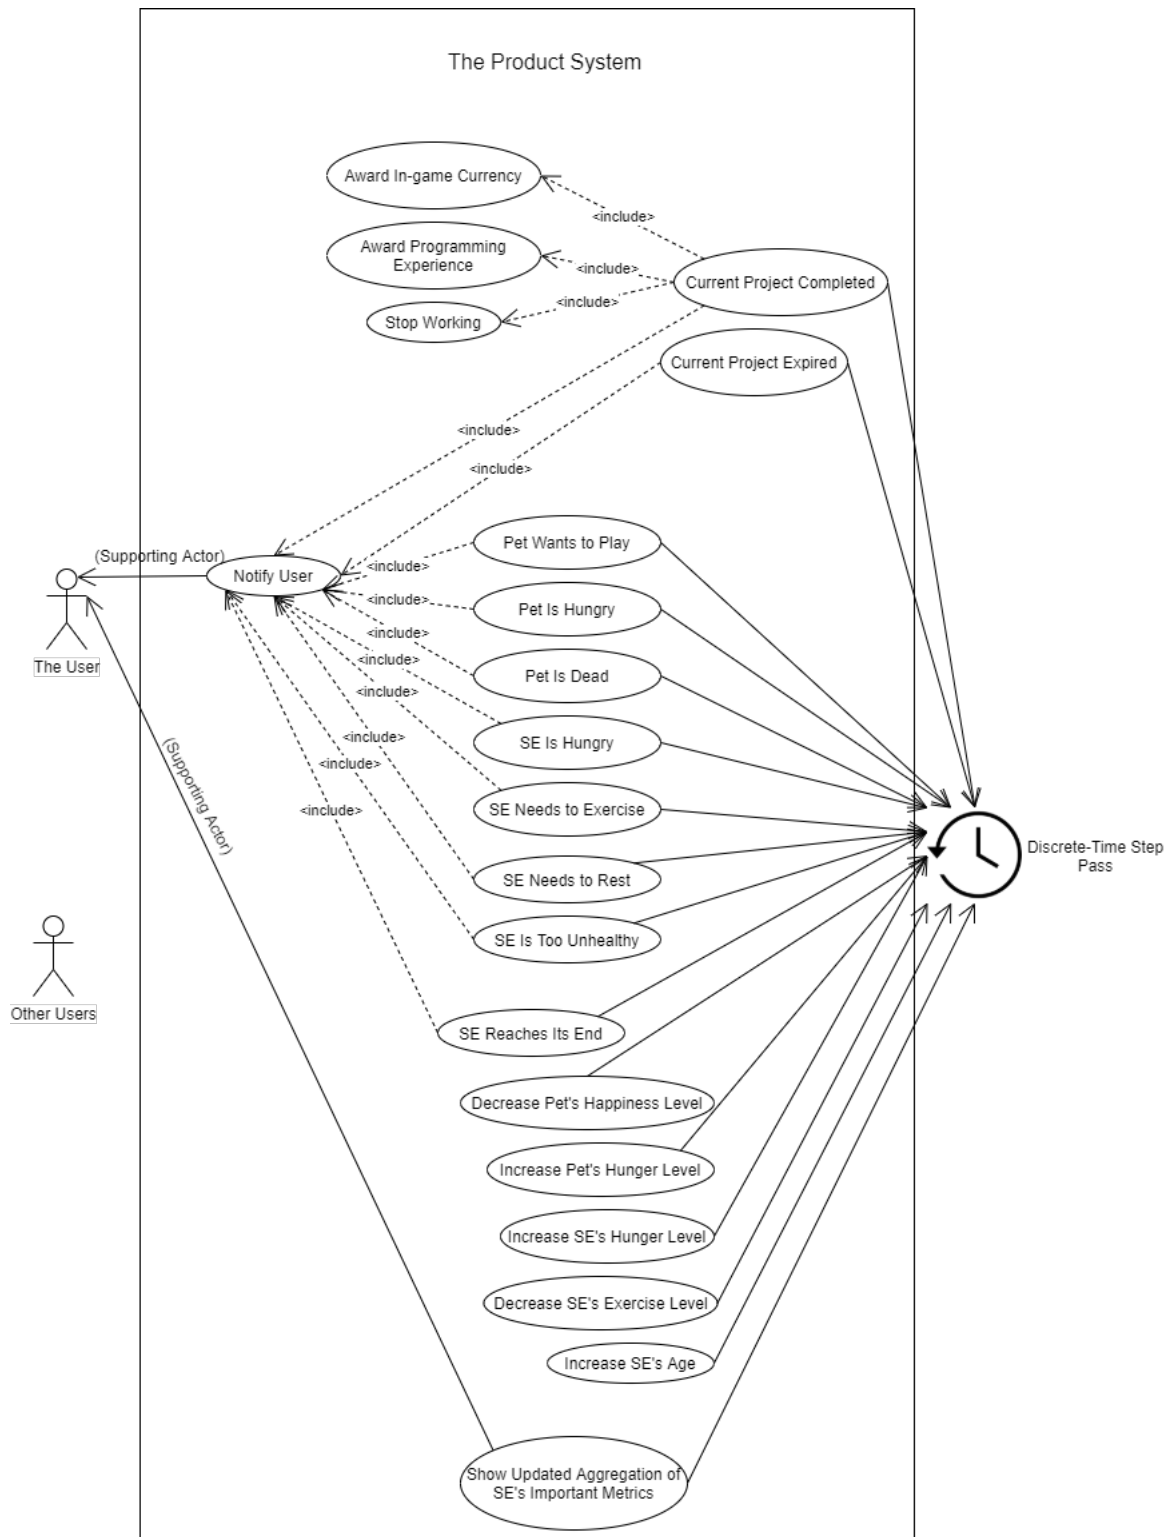 The Product System
Award In-game Currency
<include>
Award Programming
Experience
<include>
Current Project Completed
<include>
Stop Working
Current Project Expired
<include>
<include>
Pet Wants to Play
(Supporting Actor)
<include>
Notify User
Pet Is Hungry
<include>
<include>
The User
<include>
Pet Is Dead
<include>
SE Is Hungry
<include>
<include>
(Supporting Actor)
<include>
SE Needs to Exercise
Discrete-Time Step
Pass
SE Needs to Rest
SE Is Too Unhealthy
Other Users
SE Reaches Its End
Decrease Pet's Happiness Level
Increase Pet's Hunger Level
Increase SE's Hunger Level
Decrease SE's Exercise Level
Increase SE's Age
Show Updated Aggregation of
SE's Important Metrics